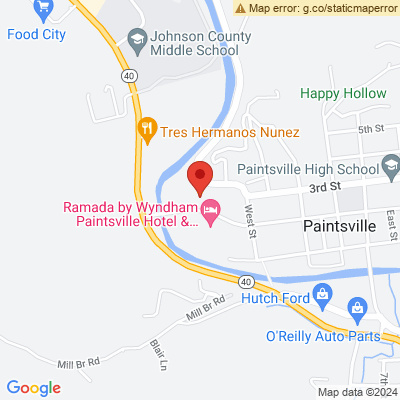 Map error: g.co/staticmaperror
Food City
Johnson County
Middle School
40
Happy Hollow
5th St
Tres Hermanos Nunez
Paintsville High School
3rd St
Ramada by Wyndham
Paintsville Hotel &...
West St
Paintsville
East St
40
Hutch Ford
Mill Br Rd
O'Reilly Auto Parts
Mill Br Rd
Blair Ln
7th
Google
Map data ©2024